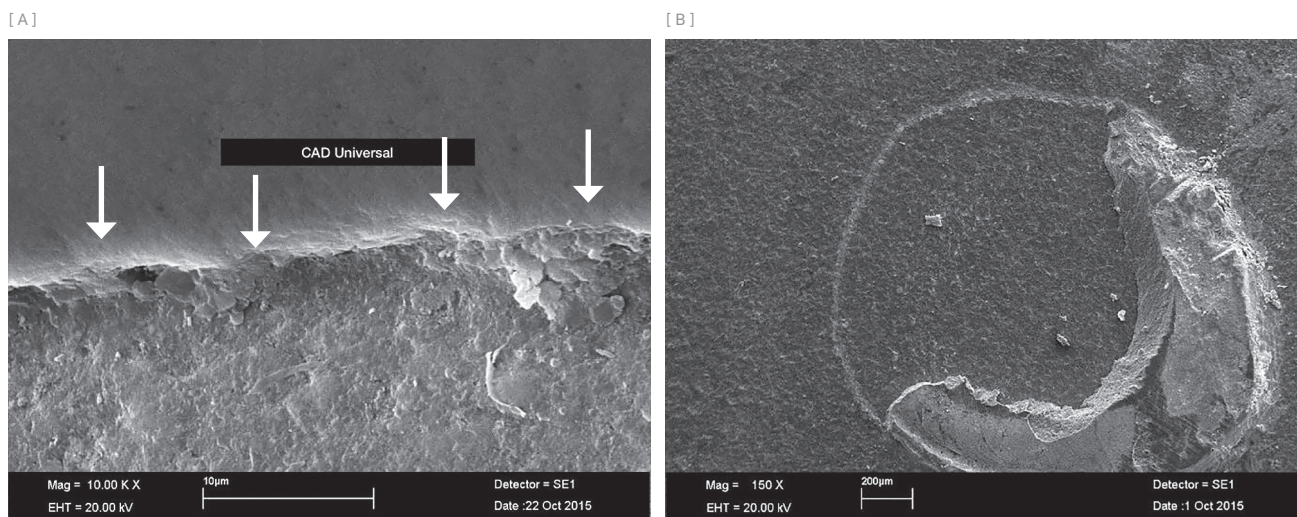 [A]
[B]
CAD Universal
Mag = 10.00 K X
10µm
Detector = SE1
EHT = 20.00 kV
Date :22 Oct 2015
Mag = 150 X
200µm
Detector = SE1
EHT = 20.00 kV
Date :1 Oct 2015